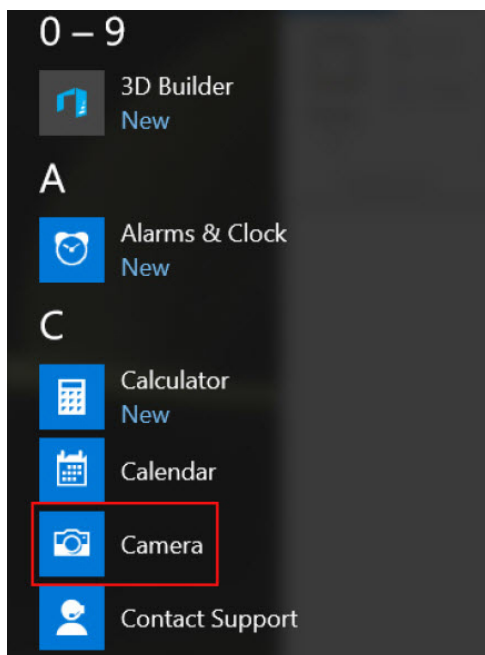 0 – 9
3D Builder
New
A
Alarms & Clock
New
C
Calculator
New
Calendar
Camera
Contact Support